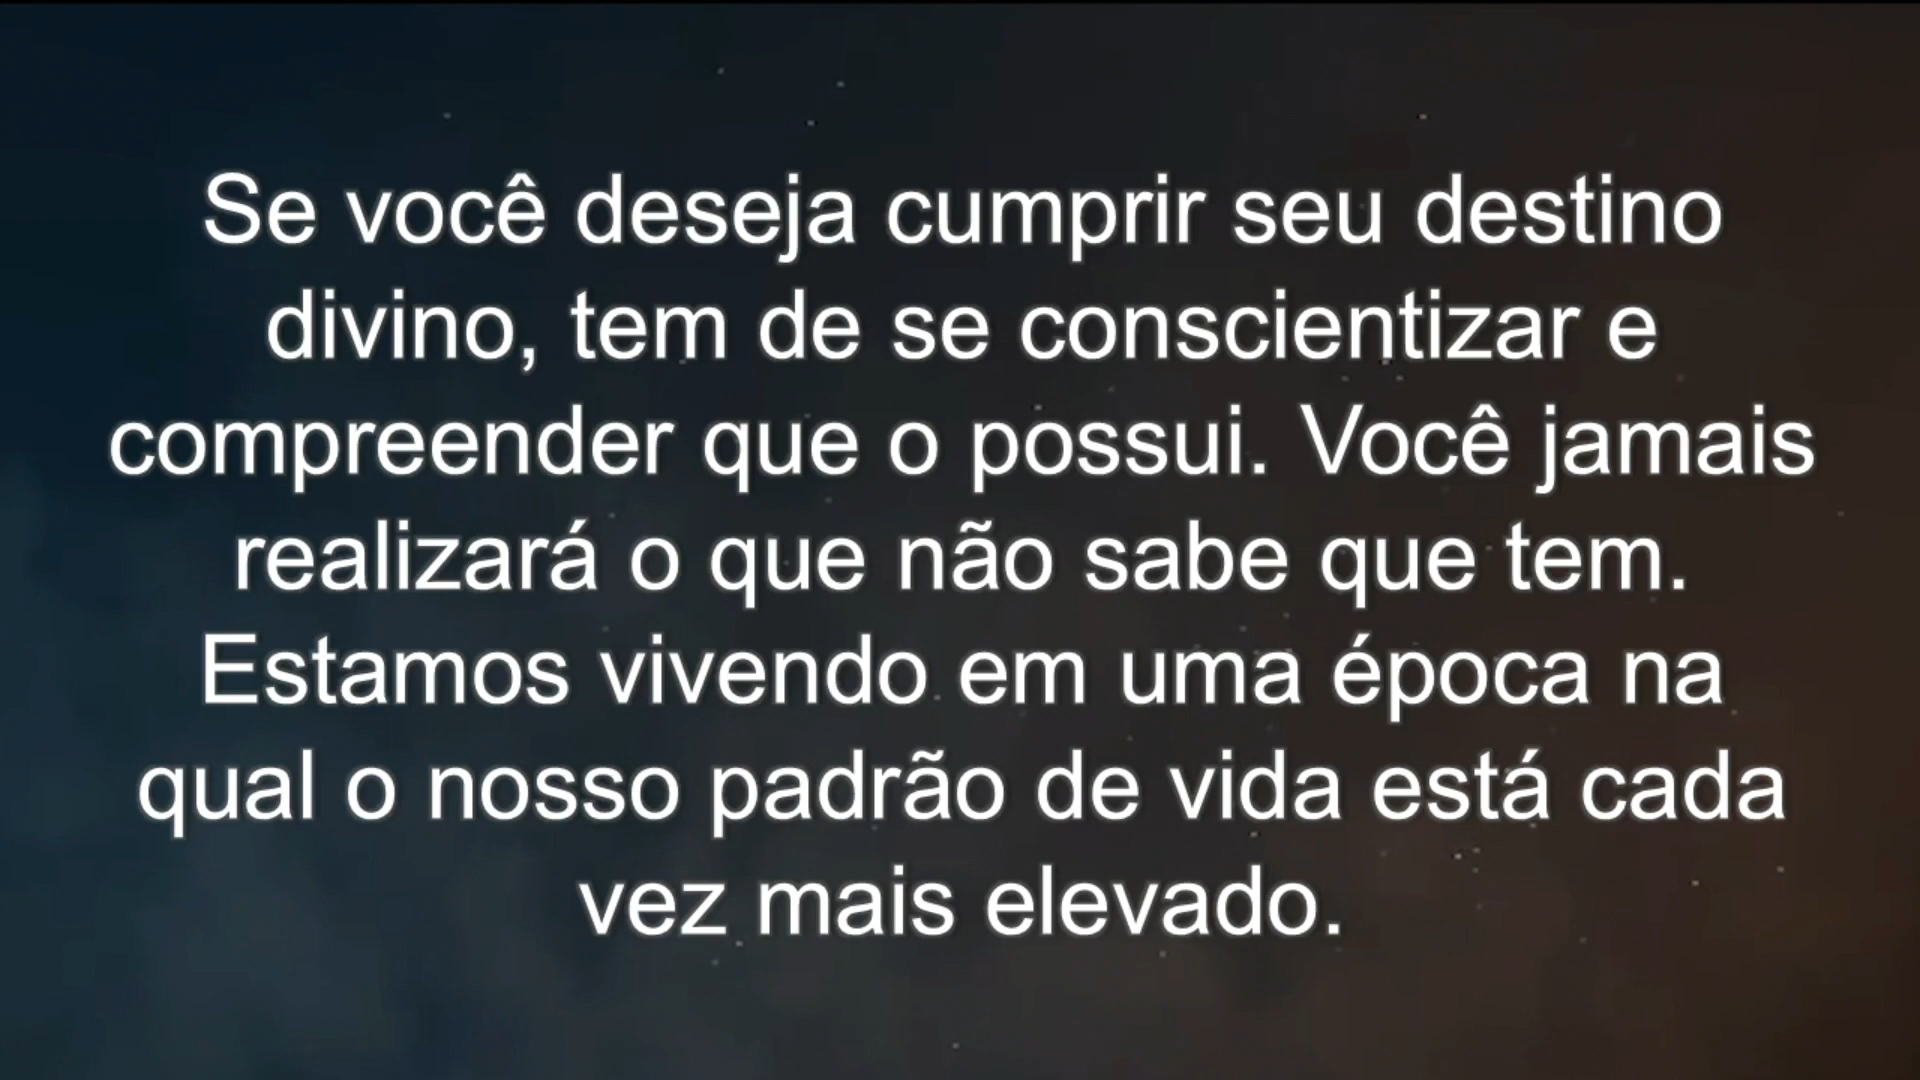 Se você deseja cumprir seu destino
divino, tem de se conscientizar e
compreender que o possui. Você jamais
realizará o que não sabe que tem.
Estamos vivendo em uma época na
qual o nosso padrão de vida está cada
vez mais elevado.